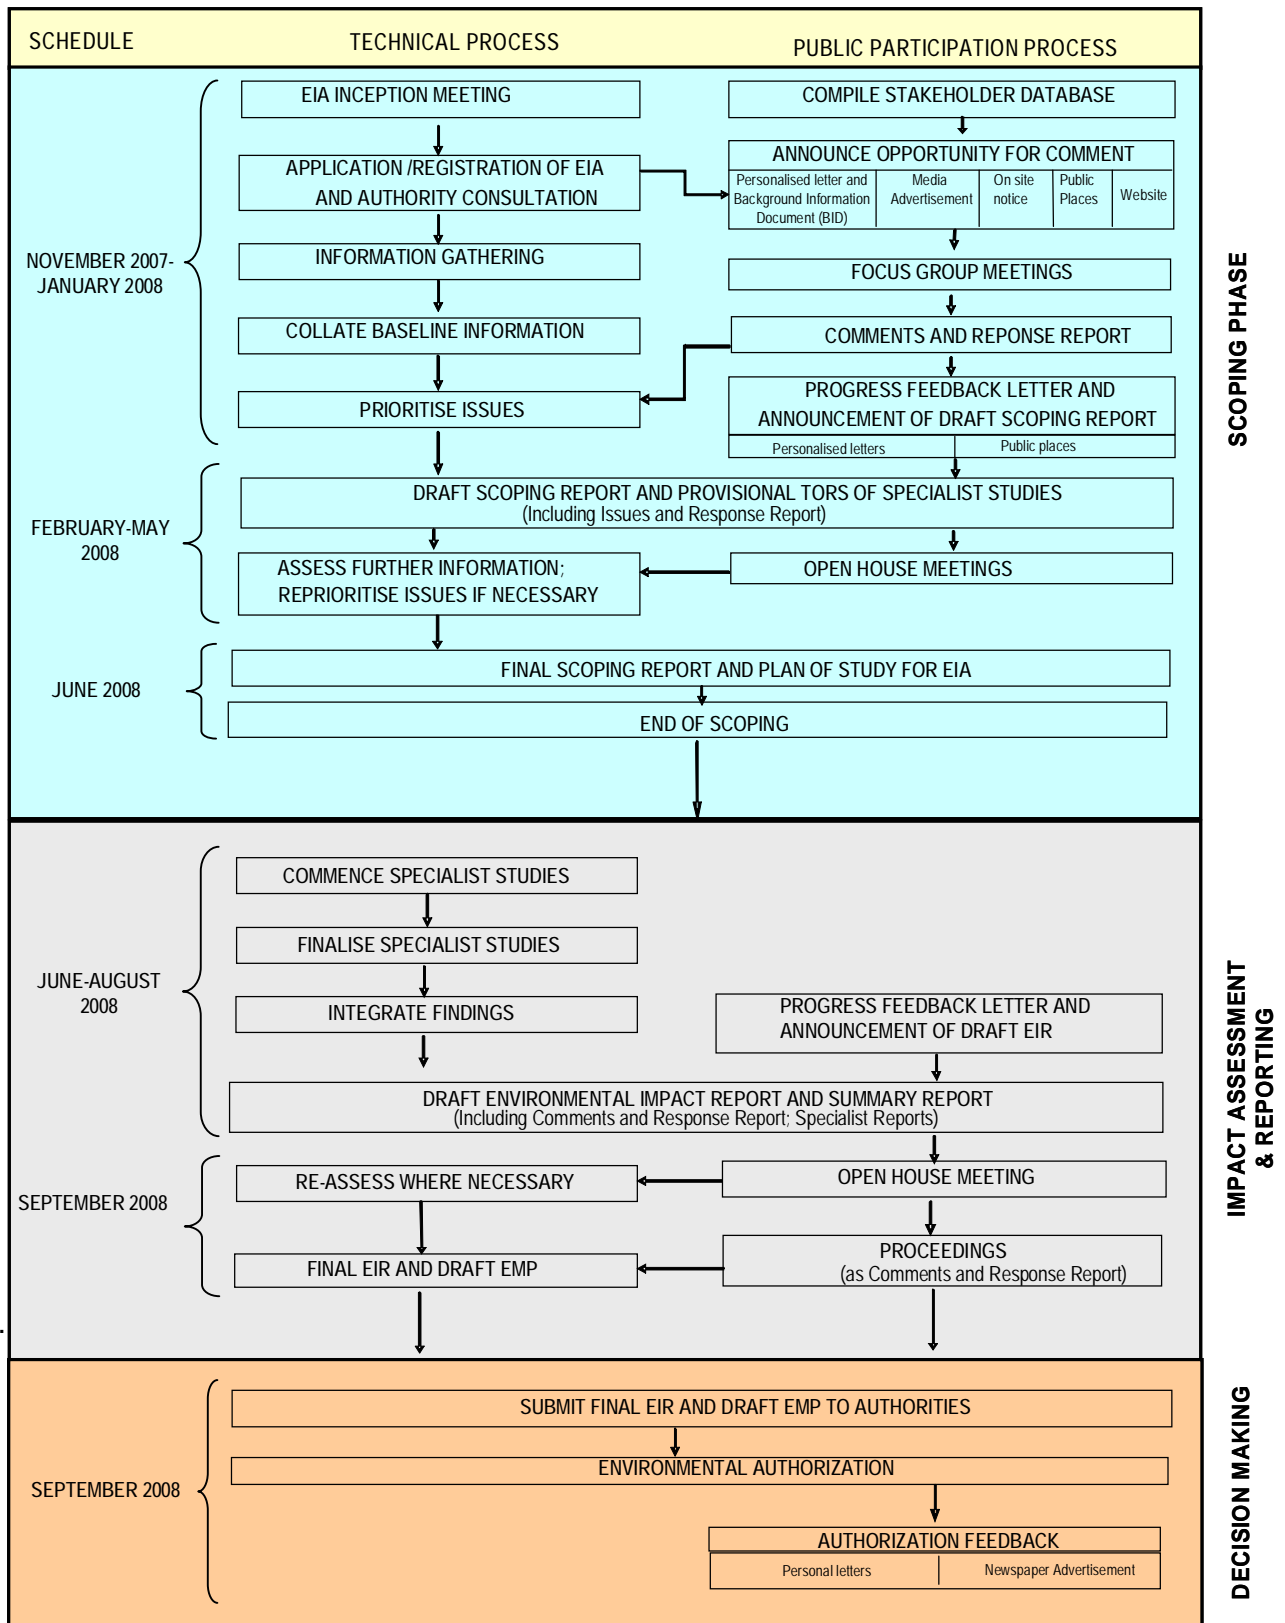 SCHEDULE
TECHNICAL PROCESS
PUBLIC PARTICIPATION PROCESS
EIA INCEPTION MEETING
COMPILE STAKEHOLDER DATABASE
APPLICATION /REGISTRATION OF EIA
AND AUTHORITY CONSULTATION
ANNOUNCE OPPORTUNITY FOR COMMENT
Personalised letter and
Background Information
Document (BID)
Media
Advertisement
On site
notice
Public
Places
Website
NOVEMBER 2007-
JANUARY 2008
INFORMATION GATHERING
FOCUS GROUP MEETINGS
COLLATE BASELINE INFORMATION
COMMENTS AND REPONSE REPORT
PRIORITISE ISSUES
PROGRESS FEEDBACK LETTER AND
ANNOUNCEMENT OF DRAFT SCOPING REPORT
Personalised letters
Public places
SCOPING PHASE
FEBRUARY-MAY
2008
DRAFT SCOPING REPORT AND PROVISIONAL TORS OF SPECIALIST STUDIES
(Including Issues and Response Report)
ASSESS FURTHER INFORMATION;
REPRIORITISE ISSUES IF NECESSARY
OPEN HOUSE MEETINGS
JUNE 2008
FINAL SCOPING REPORT AND PLAN OF STUDY FOR EIA
END OF SCOPING
JUNE-AUGUST
2008
COMMENCE SPECIALIST STUDIES
FINALISE SPECIALIST STUDIES
INTEGRATE FINDINGS
PROGRESS FEEDBACK LETTER AND
ANNOUNCEMENT OF DRAFT EIR
DRAFT ENVIRONMENTAL IMPACT REPORT AND SUMMARY REPORT
(Including Comments and Response Report; Specialist Reports)
IMPACT ASSESSMENT
& REPORTING
SEPTEMBER 2008
RE-ASSESS WHERE NECESSARY
OPEN HOUSE MEETING
FINAL EIR AND DRAFT EMP
PROCEEDINGS
(as Comments and Response Report)
.
SEPTEMBER 2008
SUBMIT FINAL EIR AND DRAFT EMP TO AUTHORITIES
ENVIRONMENTAL AUTHORIZATION
AUTHORIZATION FEEDBACK
Personal letters
Newspaper Advertisement
DECISION MAKING